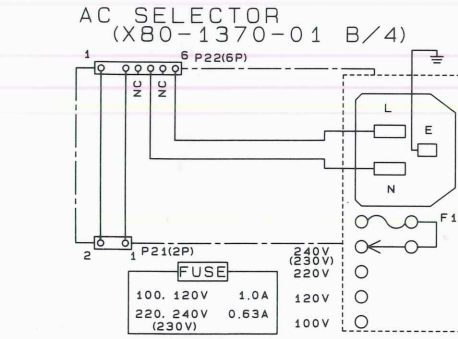 AC SELECTOR
(X80-1370-01 B/4)
1 6 P22(6P)
NC NC
L
E
N
F1
2 1 P21(2P)
240V
(230V)
220V
120V
100V
FUSE
100, 120V 1.0A
220, 240V 0.63A
(230V)